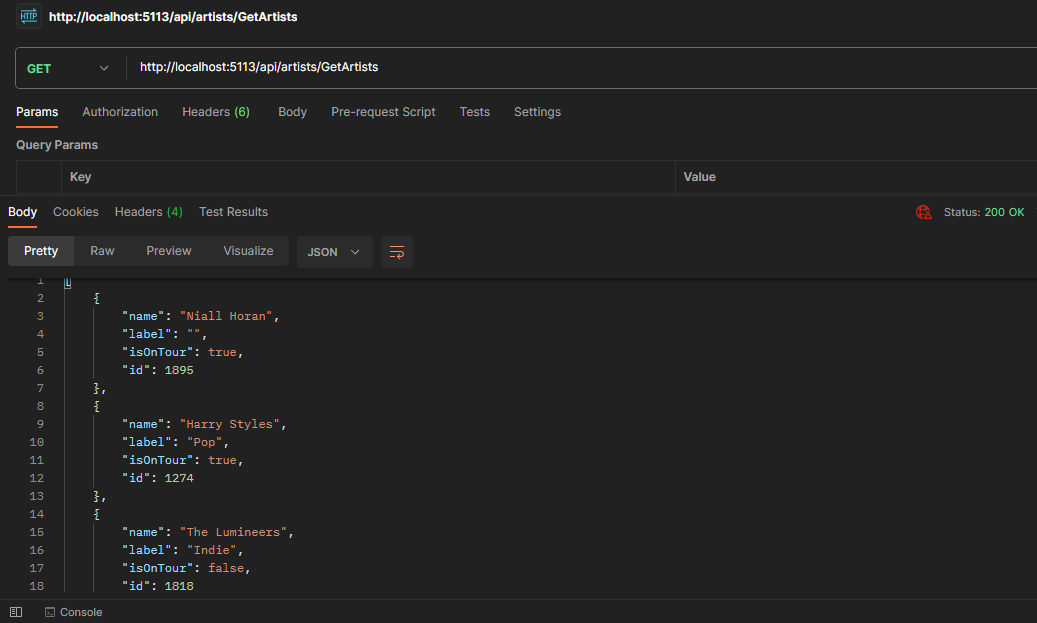 HTTP http://localhost:5113/api/artists/GetArtists
GET http://localhost:5113/api/artists/GetArtists
Params Authorization Headers (6) Body Pre-request Script Tests Settings
Query Params
Key Value
Body Cookies Headers (4) Test Results Status: 200 OK
Pretty Raw Preview Visualize JSON
1 [
2 {
3 "name": "Niall Horan",
4 "label": "",
5 "isOnTour": true,
6 "id": 1895
7 },
8 {
9 "name": "Harry Styles",
10 "label": "Pop",
11 "isOnTour": true,
12 "id": 1274
13 },
14 {
15 "name": "The Lumineers",
16 "label": "Indie",
17 "isOnTour": false,
18 "id": 1818
Console